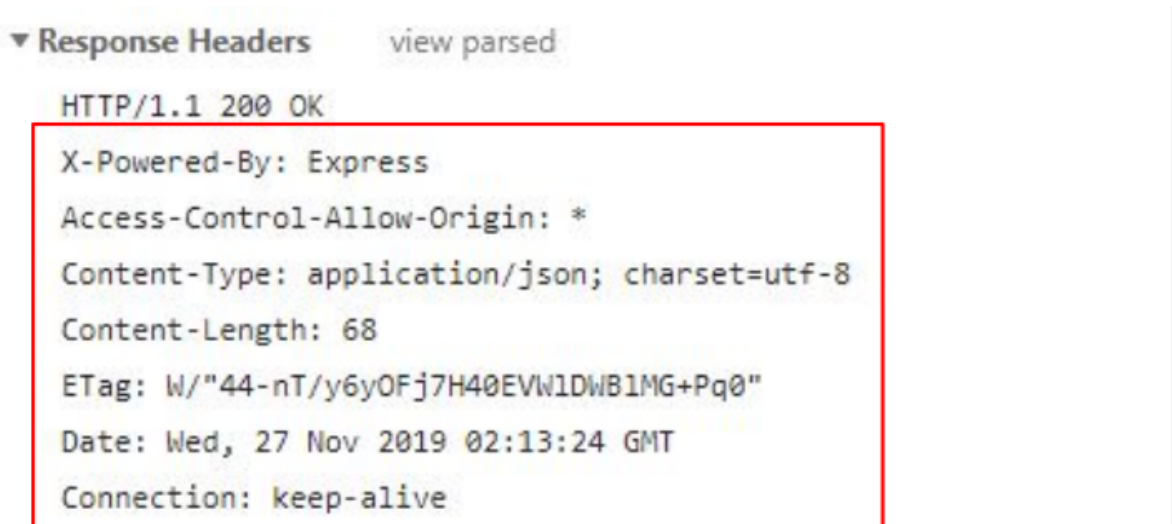 ▼ Response Headers view parsed
HTTP/1.1 200 OK
X-Powered-By: Express
Access-Control-Allow-Origin: *
Content-Type: application/json; charset=utf-8
Content-Length: 68
ETag: W/"44-nT/y6yOFj7H40EVWlDWBlMG+Pq0"
Date: Wed, 27 Nov 2019 02:13:24 GMT
Connection: keep-alive